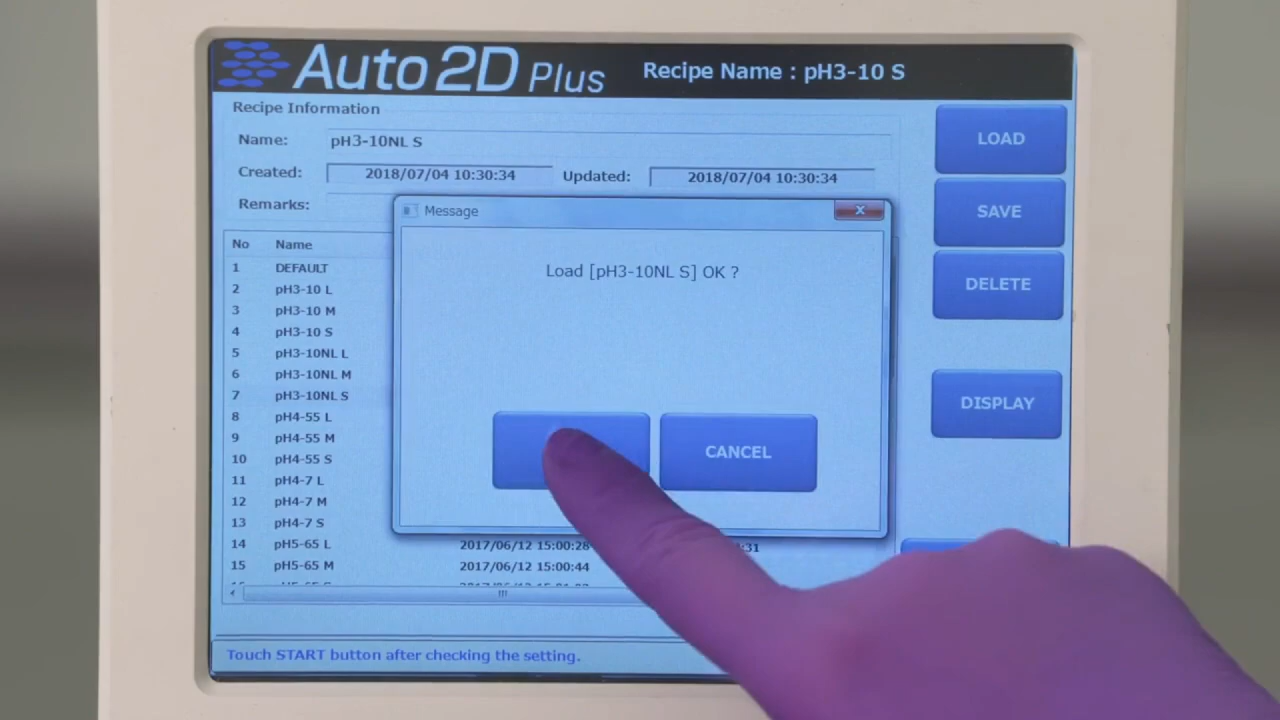 Auto 2D Plus
Recipe Name : pH3-10 S
Recipe Information
Name: pH3-10NL S
Created: 2018/07/04 10:30:34 Updated: 2018/07/04 10:30:34
Remarks:
LOAD
SAVE
DELETE
DISPLAY
Message
x
Load [pH3-10NL S] OK ?
CANCEL
No Name
1 DEFAULT
2 pH3-10 L
3 pH3-10 M
4 pH3-10 S
5 pH3-10NL L
6 pH3-10NL M
7 pH3-10NL S
8 pH4-55 L
9 pH4-55 M
10 pH4-55 S
11 pH4-7 L
12 pH4-7 M
13 pH4-7 S
14 pH5-65 L 2017/06/12 15:00:28 :31
15 pH5-65 M 2017/06/12 15:00:44
Touch START button after checking the setting.